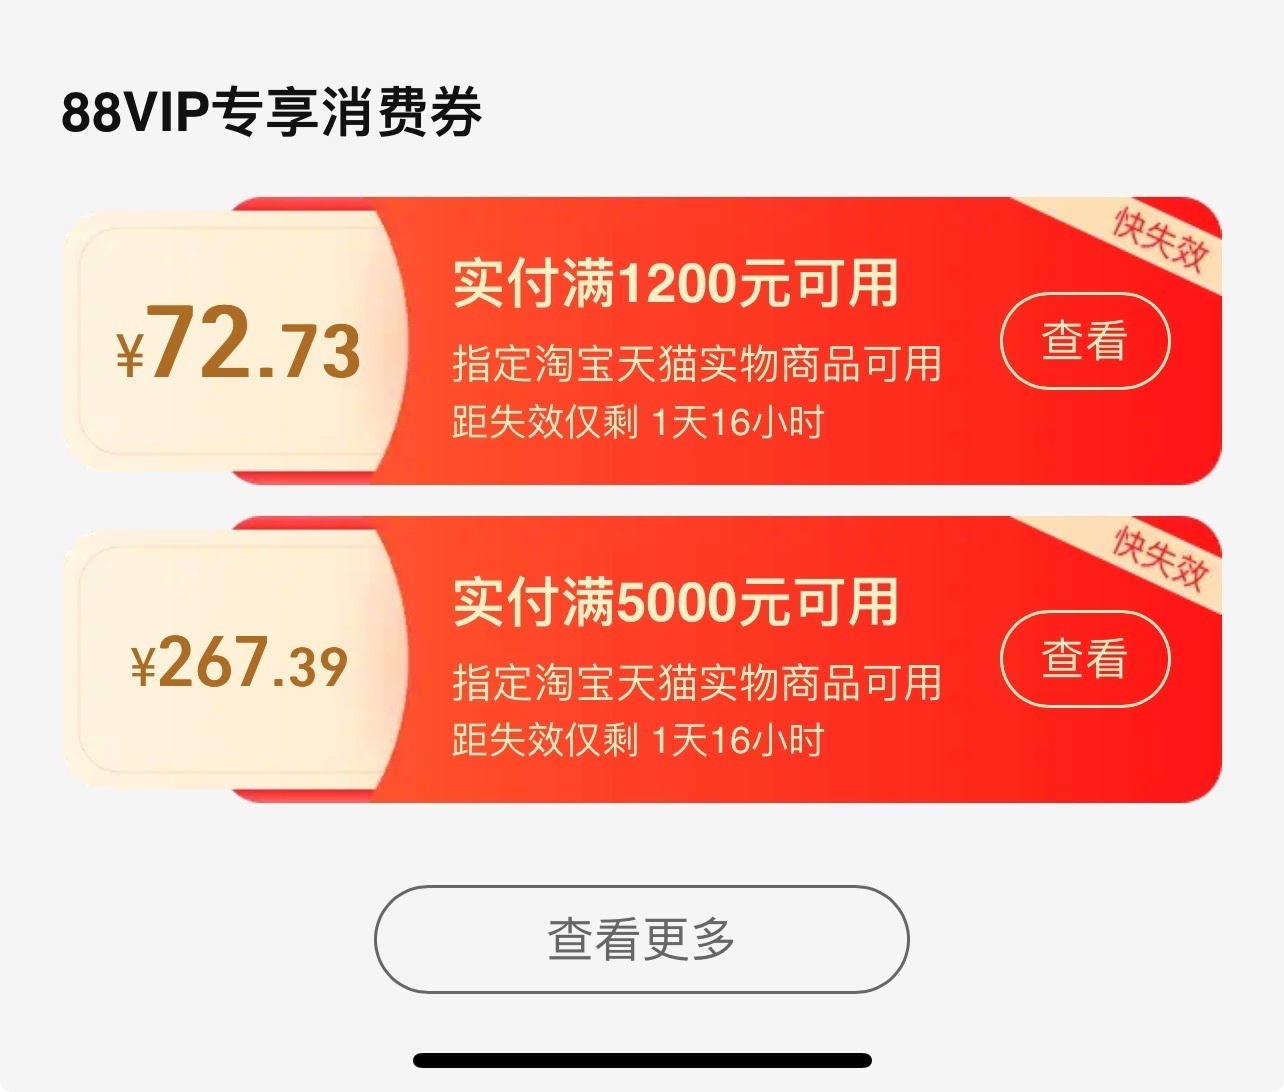 88VIP专享消费券
快失效
¥72.73
实付满1200元可用
指定淘宝天猫实物商品可用
距失效仅剩 1天16小时
查看
快失效
¥267.39
实付满5000元可用
指定淘宝天猫实物商品可用
距失效仅剩 1天16小时
查看
查看更多